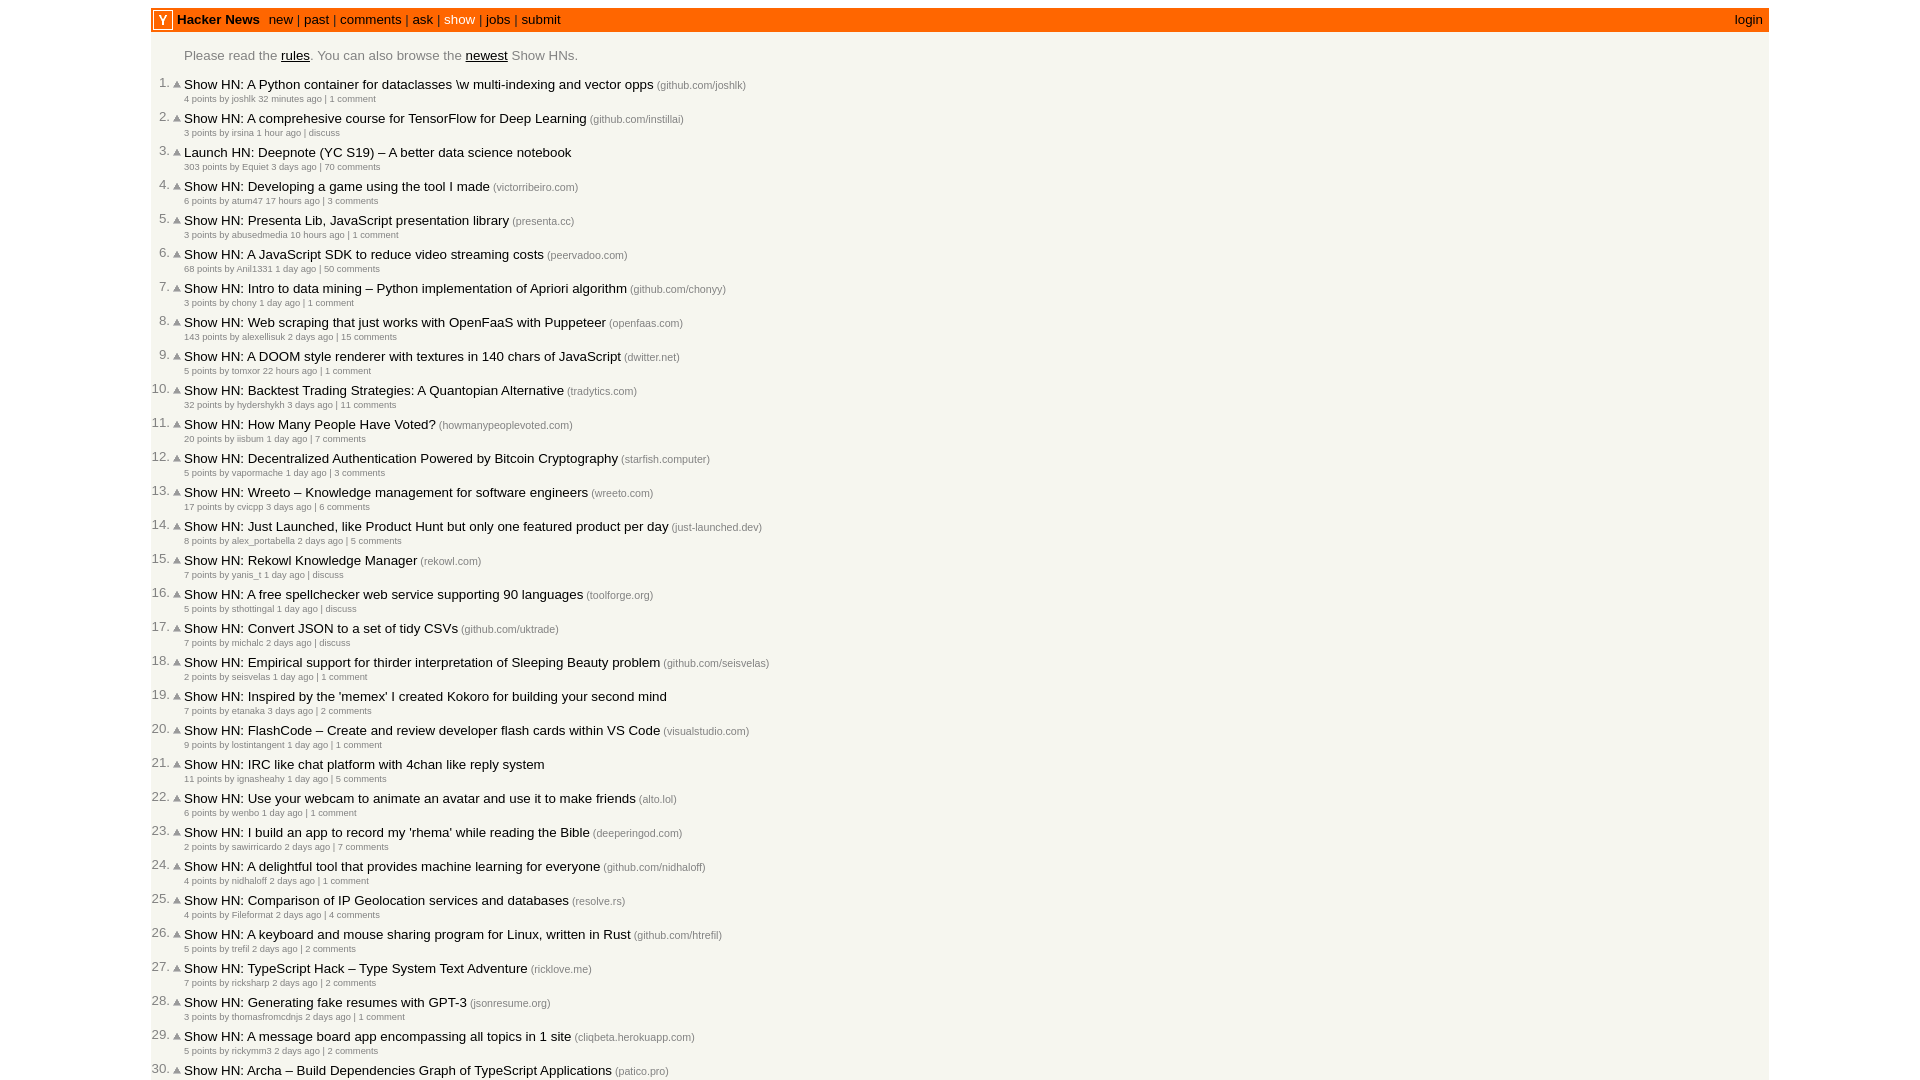 Y Hacker News new | past | comments | ask | show | jobs | submit login
Please read the rules. You can also browse the newest Show HNs.
1. Show HN: A Python container for dataclasses \w multi-indexing and vector opps (github.com/joshlk)
4 points by joshlk 32 minutes ago | 1 comment
2. Show HN: A comprehesive course for TensorFlow for Deep Learning (github.com/instillai)
3 points by irsina 1 hour ago | discuss
3. Launch HN: Deepnote (YC S19) – A better data science notebook
303 points by Equiet 3 days ago | 70 comments
4. Show HN: Developing a game using the tool I made (victorribeiro.com)
6 points by atum47 17 hours ago | 3 comments
5. Show HN: Presenta Lib, JavaScript presentation library (presenta.cc)
3 points by abusedmedia 10 hours ago | 1 comment
6. Show HN: A JavaScript SDK to reduce video streaming costs (peervadoo.com)
68 points by Anil1331 1 day ago | 50 comments
7. Show HN: Intro to data mining – Python implementation of Apriori algorithm (github.com/chonyy)
3 points by chony 1 day ago | 1 comment
8. Show HN: Web scraping that just works with OpenFaaS with Puppeteer (openfaas.com)
143 points by alexellisuk 2 days ago | 15 comments
9. Show HN: A DOOM style renderer with textures in 140 chars of JavaScript (dwitter.net)
5 points by tomxor 22 hours ago | 1 comment
10. Show HN: Backtest Trading Strategies: A Quantopian Alternative (tradytics.com)
32 points by hydershykh 3 days ago | 11 comments
11. Show HN: How Many People Have Voted? (howmanypeoplevoted.com)
20 points by iisbum 1 day ago | 7 comments
12. Show HN: Decentralized Authentication Powered by Bitcoin Cryptography (starfish.computer)
5 points by vapormache 1 day ago | 3 comments
13. Show HN: Wreeto – Knowledge management for software engineers (wreeto.com)
17 points by cvicpp 3 days ago | 6 comments
14. Show HN: Just Launched, like Product Hunt but only one featured product per day (just-launched.dev)
8 points by alex_portabella 2 days ago | 5 comments
15. Show HN: Rekowl Knowledge Manager (rekowl.com)
7 points by yanis_t 1 day ago | discuss
16. Show HN: A free spellchecker web service supporting 90 languages (toolforge.org)
5 points by sthottingal 1 day ago | discuss
17. Show HN: Convert JSON to a set of tidy CSVs (github.com/uktrade)
7 points by michalc 2 days ago | discuss
18. Show HN: Empirical support for thirder interpretation of Sleeping Beauty problem (github.com/seisvelas)
2 points by seisvelas 1 day ago | 1 comment
19. Show HN: Inspired by the 'memex' I created Kokoro for building your second mind
7 points by etanaka 3 days ago | 2 comments
20. Show HN: FlashCode – Create and review developer flash cards within VS Code (visualstudio.com)
9 points by lostintangent 1 day ago | 1 comment
21. Show HN: IRC like chat platform with 4chan like reply system
11 points by ignasheahy 1 day ago | 5 comments
22. Show HN: Use your webcam to animate an avatar and use it to make friends (alto.lol)
6 points by wenbo 1 day ago | 1 comment
23. Show HN: I build an app to record my 'rhema' while reading the Bible (deeperingod.com)
2 points by sawirricardo 2 days ago | 7 comments
24. Show HN: A delightful tool that provides machine learning for everyone (github.com/nidhaloff)
4 points by nidhaloff 2 days ago | 1 comment
25. Show HN: Comparison of IP Geolocation services and databases (resolve.rs)
4 points by Fileformat 2 days ago | 4 comments
26. Show HN: A keyboard and mouse sharing program for Linux, written in Rust (github.com/htrefil)
5 points by trefil 2 days ago | 2 comments
27. Show HN: TypeScript Hack – Type System Text Adventure (ricklove.me)
7 points by ricksharp 2 days ago | 2 comments
28. Show HN: Generating fake resumes with GPT-3 (jsonresume.org)
3 points by thomasfromcdnjs 2 days ago | 1 comment
29. Show HN: A message board app encompassing all topics in 1 site (cliqbeta.herokuapp.com)
5 points by rickymm3 2 days ago | 2 comments
30. Show HN: Archa – Build Dependencies Graph of TypeScript Applications (patico.pro)